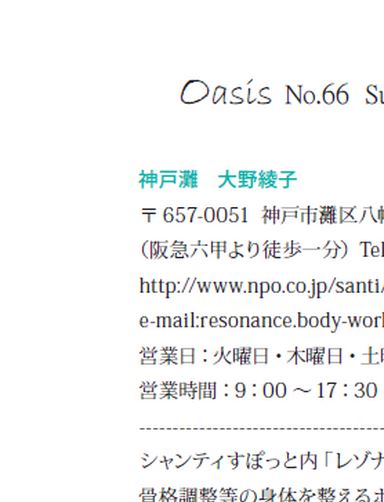 Oasis No.66 Su
神戸灘　大野綾子
〒657-0051 神戸市灘区八幡
（阪急六甲より徒歩一分） Tel
http://www.npo.co.jp/santi/
e-mail:resonance.body-work
営業日：火曜日・木曜日・土曜
営業時間：9：00 ～ 17：30
シャンティすぽっと内「レゾナ
骨格調整等の身体を整えるボ